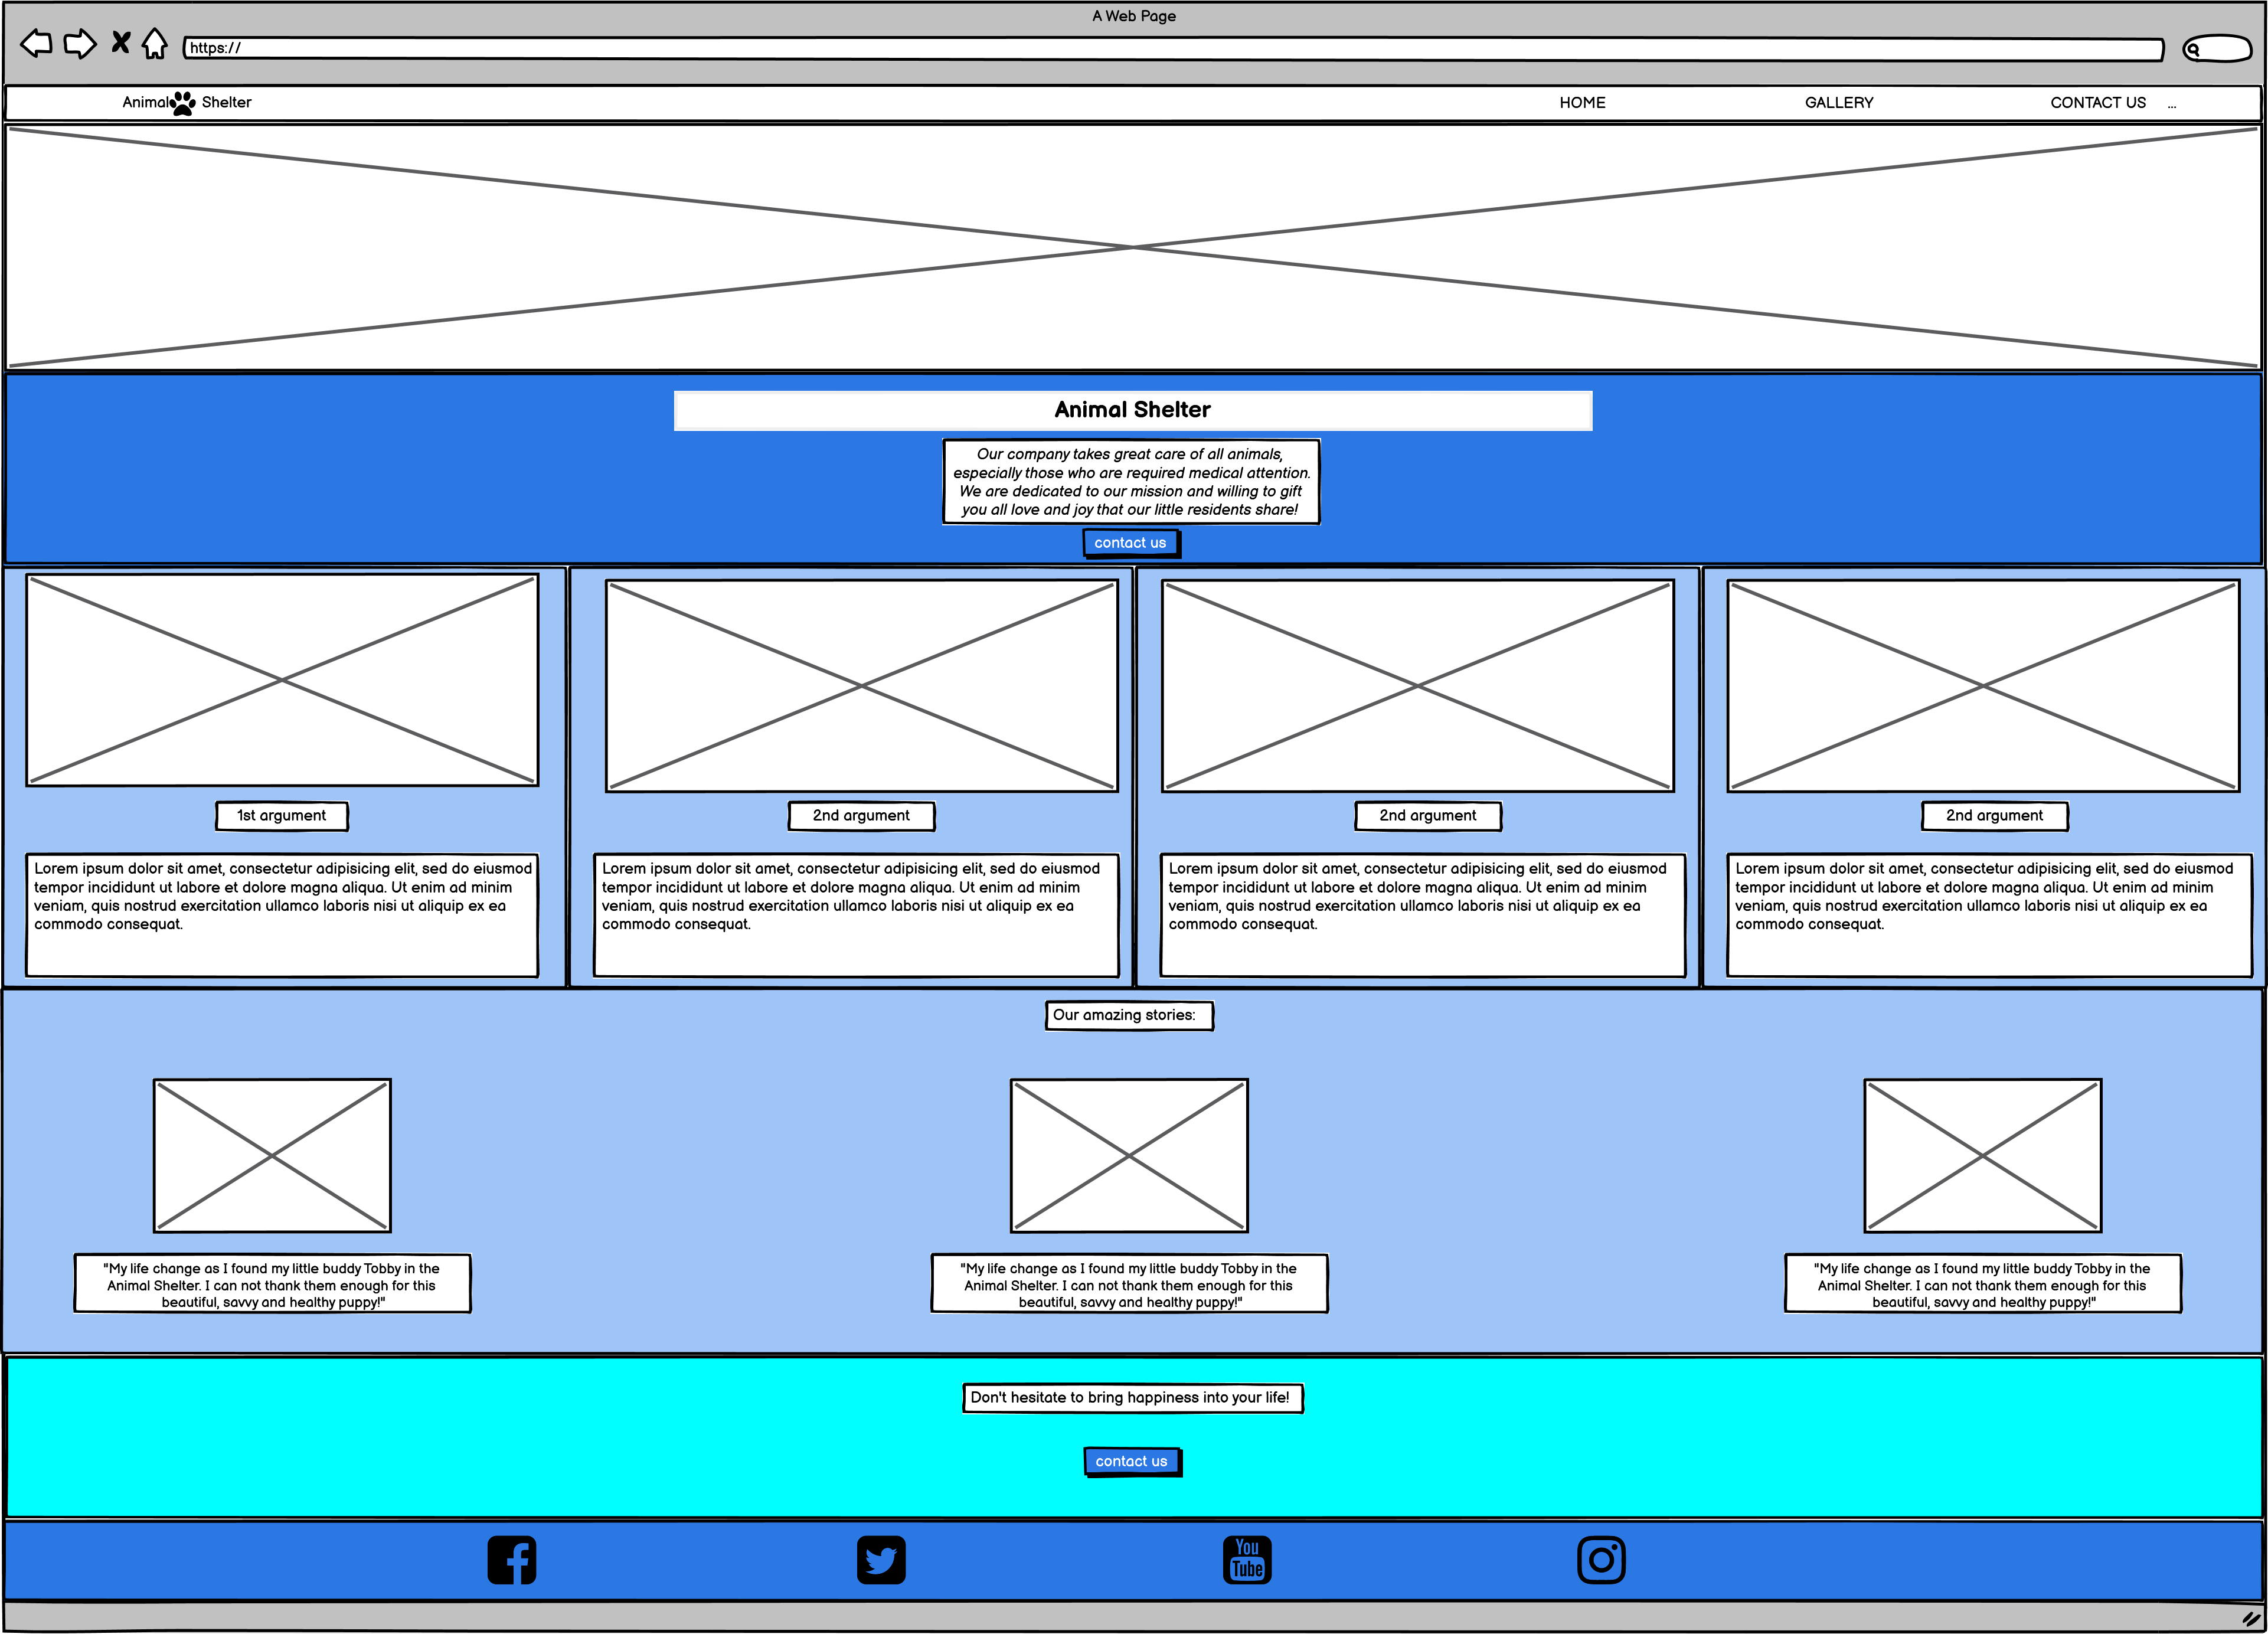 A Web Page
https://
Animal Shelter
HOME
GALLERY
CONTACT US
...
Animal Shelter
Our company takes great care of all animals,
especially those who are required medical attention.
We are dedicated to our mission and willing to gift
you all love and joy that our little residents share!
contact us
1st argument
Lorem ipsum dolor sit amet, consectetur adipisicing elit, sed do eiusmod
tempor incididunt ut labore et dolore magna aliqua. Ut enim ad minim
veniam, quis nostrud exercitation ullamco laboris nisi ut aliquip ex ea
commodo consequat.
2nd argument
Lorem ipsum dolor sit amet, consectetur adipisicing elit, sed do eiusmod
tempor incididunt ut labore et dolore magna aliqua. Ut enim ad minim
veniam, quis nostrud exercitation ullamco laboris nisi ut aliquip ex ea
commodo consequat.
2nd argument
Lorem ipsum dolor sit amet, consectetur adipisicing elit, sed do eiusmod
tempor incididunt ut labore et dolore magna aliqua. Ut enim ad minim
veniam, quis nostrud exercitation ullamco laboris nisi ut aliquip ex ea
commodo consequat.
2nd argument
Lorem ipsum dolor sit amet, consectetur adipisicing elit, sed do eiusmod
tempor incididunt ut labore et dolore magna aliqua. Ut enim ad minim
veniam, quis nostrud exercitation ullamco laboris nisi ut aliquip ex ea
commodo consequat.
Our amazing stories:
"My life change as I found my little buddy Tobby in the
Animal Shelter. I can not thank them enough for this
beautiful, savvy and healthy puppy!"
"My life change as I found my little buddy Tobby in the
Animal Shelter. I can not thank them enough for this
beautiful, savvy and healthy puppy!"
"My life change as I found my little buddy Tobby in the
Animal Shelter. I can not thank them enough for this
beautiful, savvy and healthy puppy!"
Don't hesitate to bring happiness into your life!
contact us
You
Tube